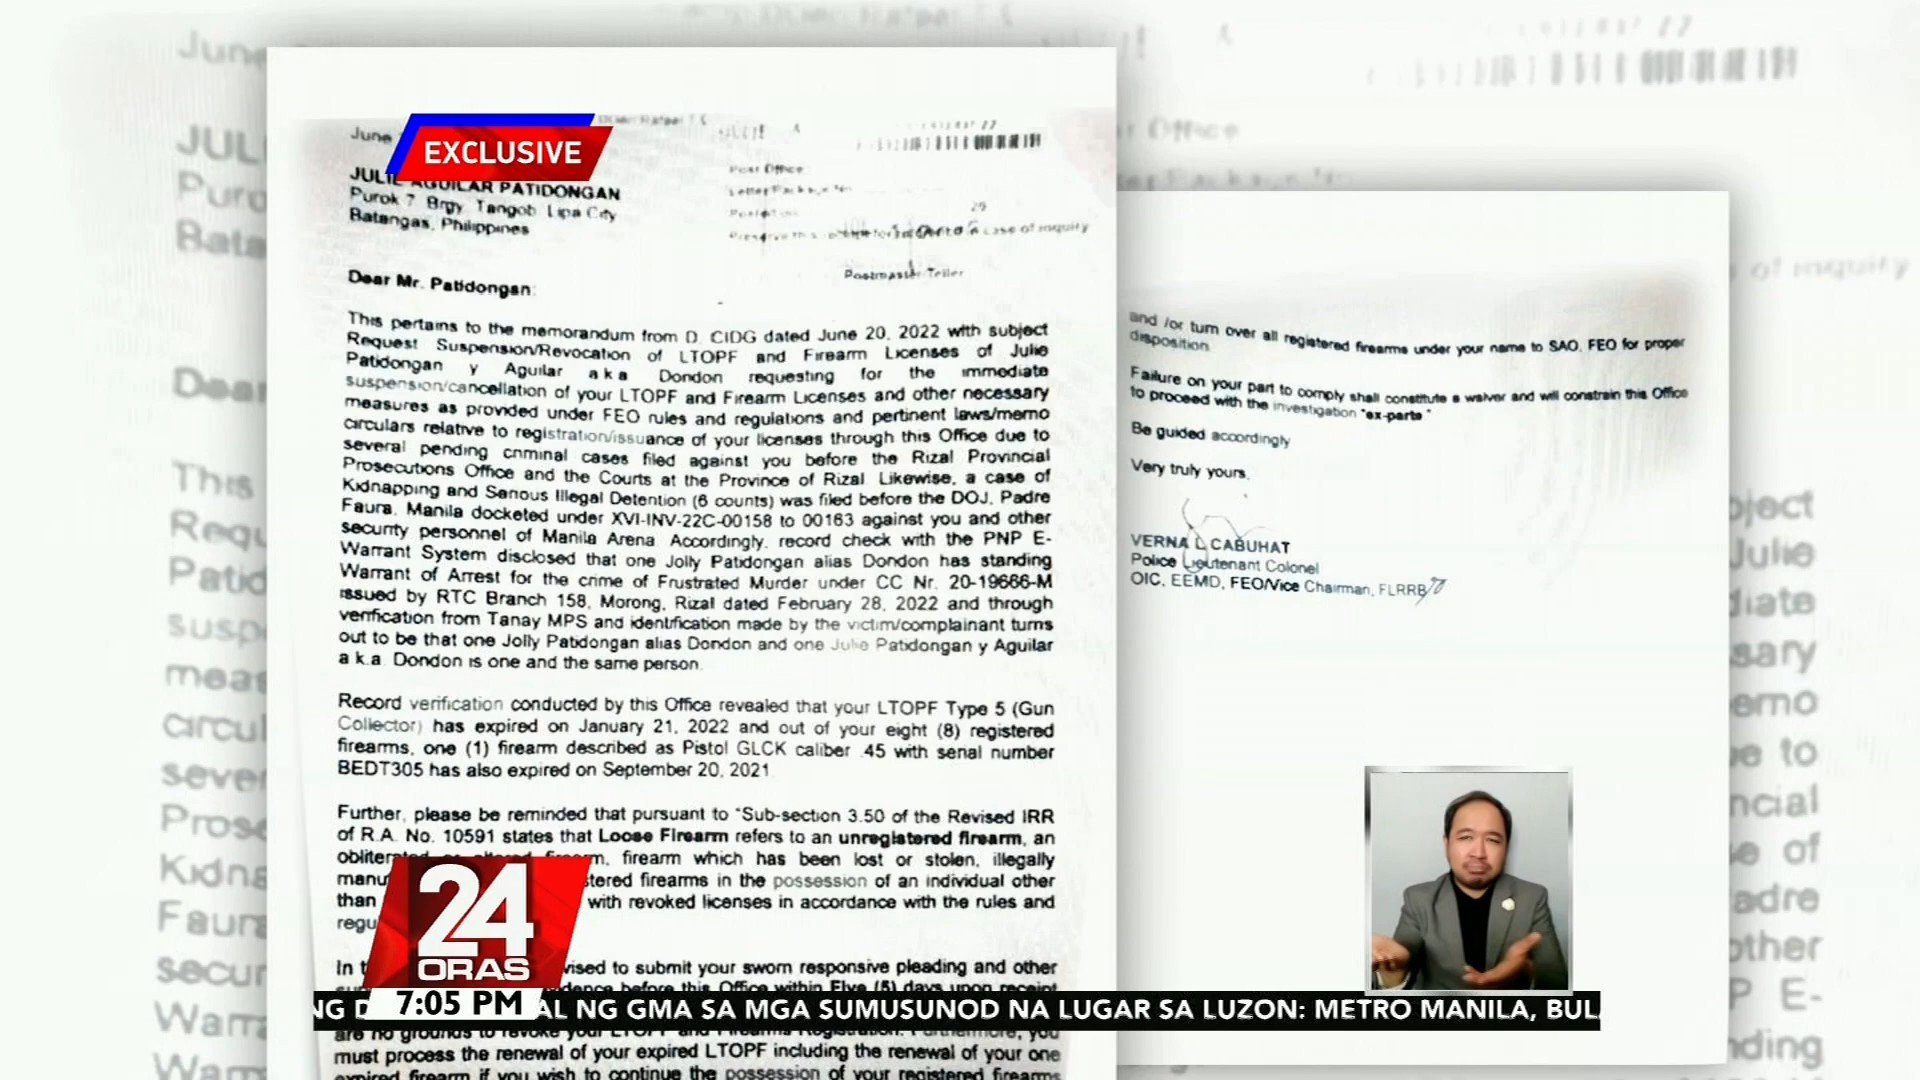 EXCLUSIVE
June
JULIE AGUILAR PATIDONGAN
Purok 7 Brgy Tangob Lipa City
Batangas, Philippines
Post Office
29
in case of inquiry
Postmaster Teller
Dear Mr. Patidongan:
This pertains to the memorandum from D, CIDG dated June 20, 2022 with subject
Request Suspension/Revocation of LTOPF and Firearm Licenses of Julie
Patidongan y Aguilar aka Dondon requesting for the immediate
suspension/cancellation of your LTOPF and Firearm Licenses and other necessary
measures as provided under FEO rules and regulations and pertinent laws/memo
circulars relative to registration/issuance of your licenses through this Office due to
several pending criminal cases filed against you before the Rizal Provincial
Prosecutions Office and the Courts at the Province of Rizal Likewise, a case of
Kidnapping and Serious Illegal Detention (6 counts) was filed before the DOJ, Padre
Faura, Manila docketed under XVI-INV-22C-00158 to 00163 against you and other
security personnel of Manila Arena. Accordingly, record check with the PNP E-
Warrant System disclosed that one Jolly Patidongan alias Dondon has standing
Warrant of Arrest for the crime of Frustrated Murder under CC Nr. 20-19666-M
issued by RTC Branch 158, Morong, Rizal dated February 28, 2022 and through
verification from Tanay MPS and identification made by the victim/complainant turns
out to be that one Jolly Patidongan alias Dondon and one Julie Patidongan y Aguilar
a.k.a. Dondon is one and the same person.
Record verification conducted by this Office revealed that your LTOPF Type 5 (Gun
Collector) has expired on January 21, 2022 and out of your eight (8) registered
firearms, one (1) firearm described as Pistol GLCK caliber .45 with serial number
BEDT305 has also expired on September 20, 2021
Further, please be reminded that pursuant to "Sub-section 3.50 of the Revised IRR
of R.A. No. 10591 states that Loose Firearm refers to an unregistered firearm, an
firearm, firearm which has been lost or stolen, illegally
registered firearms in the possession of an individual other
than with revoked licenses in accordance with the rules and
In to submit your sworn responsive pleading and other
before this Office within Five (5) days upon receipt
are no grounds to revoke your LTOPF and Firearms Registration. Furthermore, you
must process the renewal of your expired LTOPF including the renewal of your one
expired firearm if you wish to continue the possession of your registered firearms
and /or turn over all registered firearms under your name to SAO, FEO for proper
disposition
Failure on your part to comply shall constitute a waiver and will constrain this Office
to proceed with the investigation "ex-parte"
Be guided accordingly
Very truly yours,
VERNA L CABUHAT
Police Lieutenant Colonel
OIC, EEMD, FEO/Vice Chairman, FLRRB
24
ORAS
7:05 PM
NG GMA SA MGA SUMUSUNOD NA LUGAR SA LUZON: METRO MANILA,